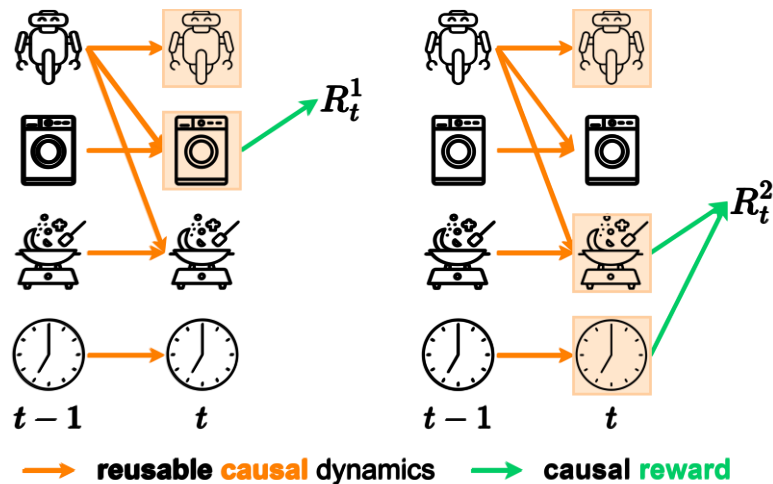 R_t^1
R_t^2
t − 1 t t − 1 t
reusable causal dynamics causal reward